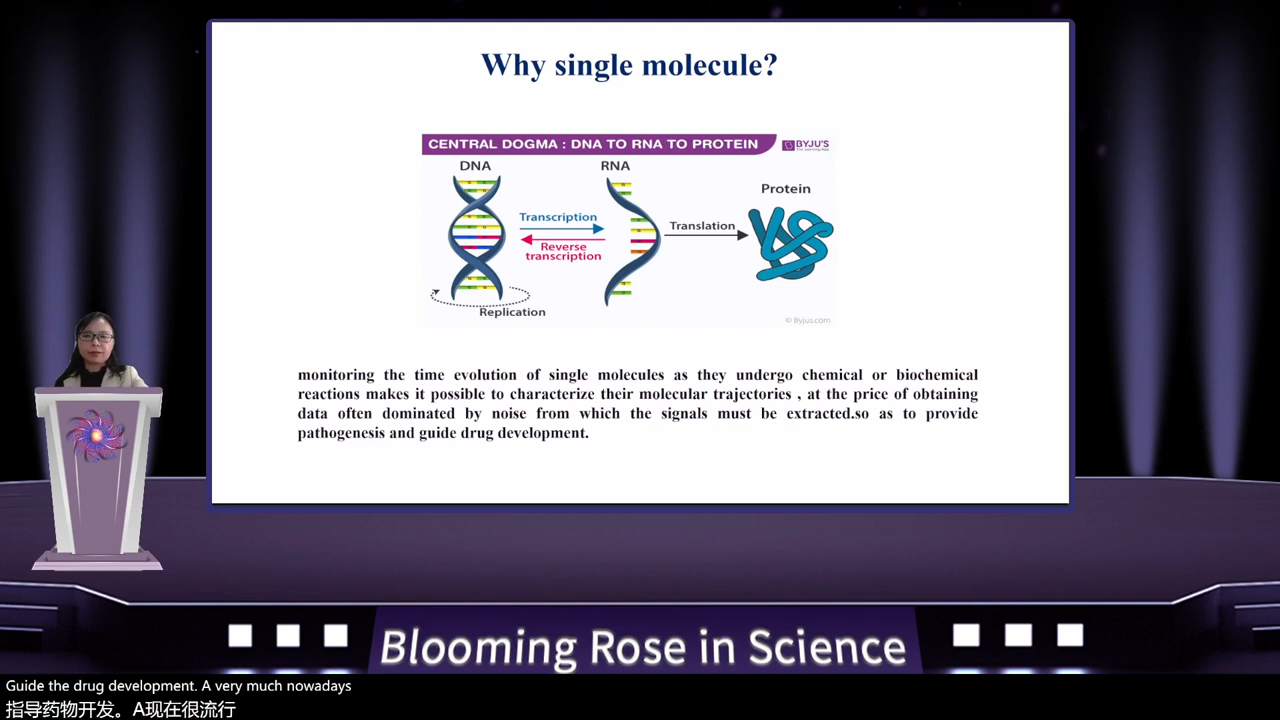 Why single molecule?
CENTRAL DOGMA : DNA TO RNA TO PROTEIN
BYJU'S
The Learning App
DNA
RNA
Protein
Transcription
Reverse
transcription
Translation
Replication
© Byjus.com
monitoring the time evolution of single molecules as they undergo chemical or biochemical
reactions makes it possible to characterize their molecular trajectories , at the price of obtaining
data often dominated by noise from which the signals must be extracted.so as to provide
pathogenesis and guide drug development.
Blooming Rose in Science
Guide the drug development. A very much nowadays
指导药物开发。A现在很流行